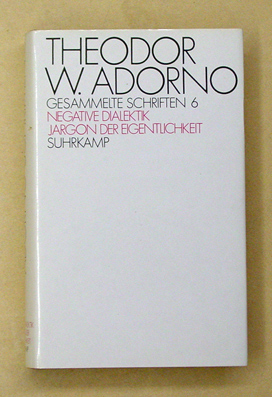 THEODOR
W. ADORNO
GESAMMELTE SCHRIFTEN 6
NEGATIVE DIALEKTIK
JARGON DER EIGENTLICHKEIT
SUHRKAMP